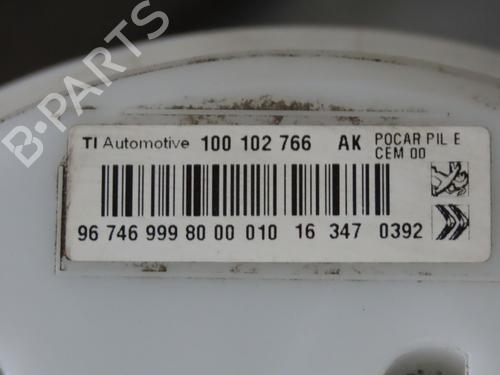 B-PARTS
TI Automotive 100 102 766 AK POCAR PIL E
CEM 00
96 746 999 80 00 010 16 347 0392